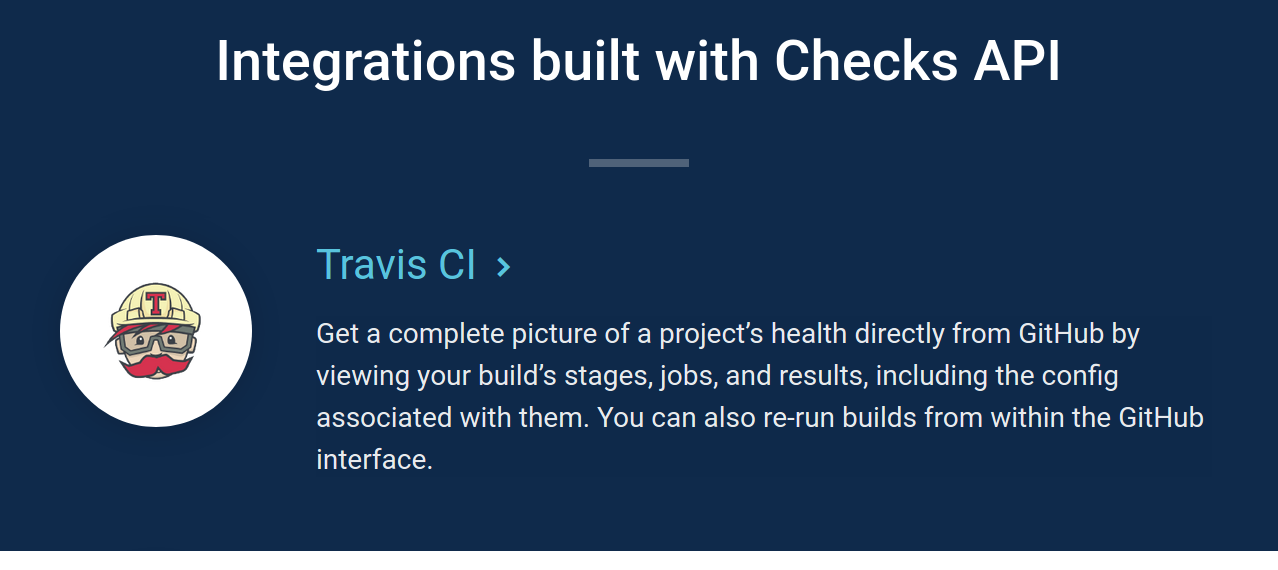 Integrations built with Checks API
T
Travis CI
Get a complete picture of a project’s health directly from GitHub by
viewing your build’s stages, jobs, and results, including the config
associated with them. You can also re-run builds from within the GitHub
interface.